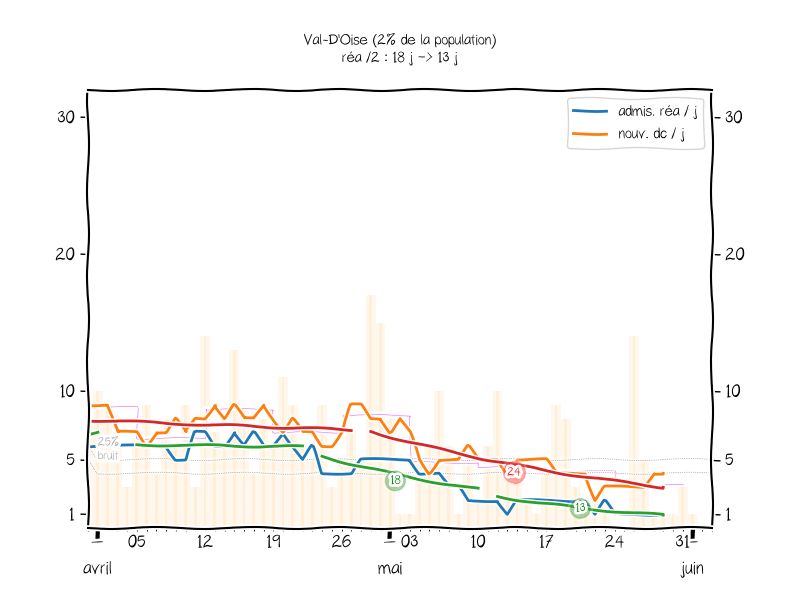 Val-D'Oise (2% de la population)
réa /2 : 18 j -> 13 j
admis. réa / j
nouv. dc / j
30
30
20
20
10
10
5
5
1
1
25%
bruit
18
24
13
05 12 19 26 03 10 17 24 31
avril mai juin